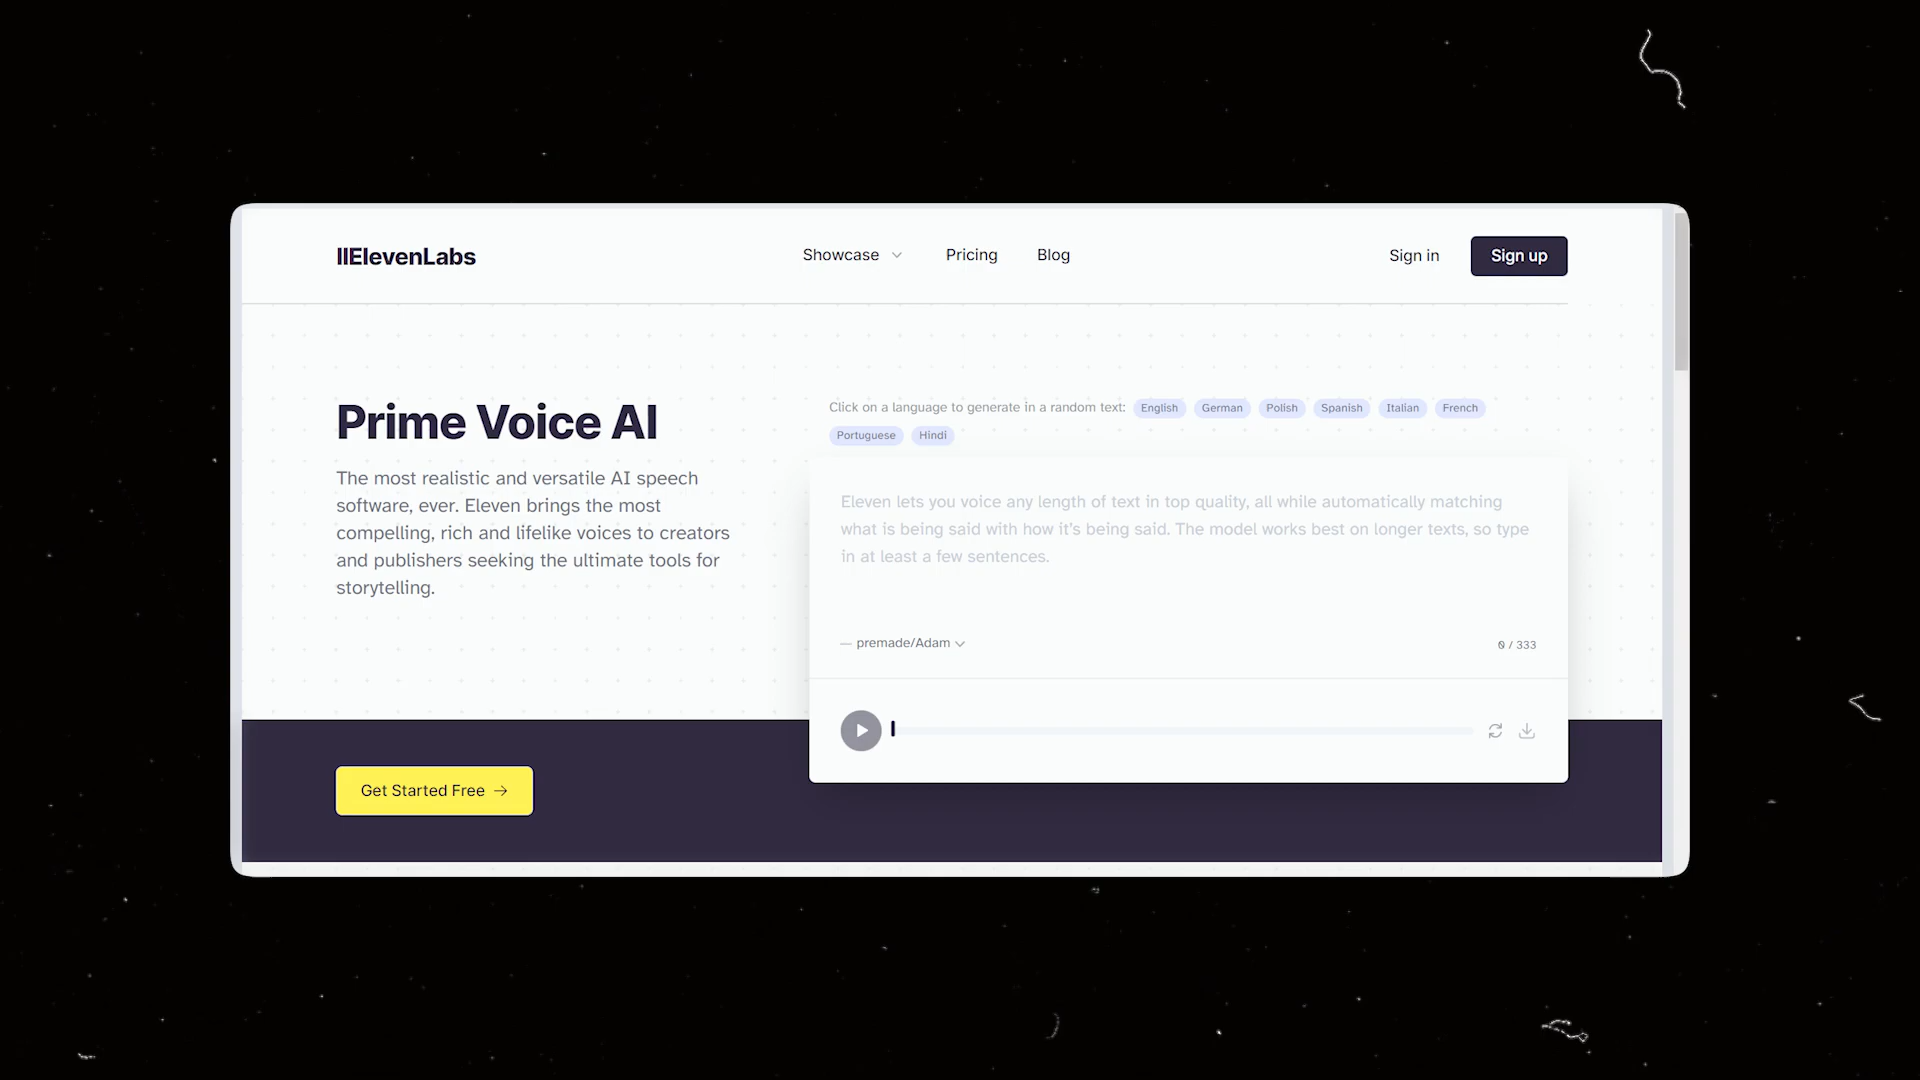 IIElevenLabs
Showcase
Pricing
Blog
Sign in
Sign up
Prime Voice AI
The most realistic and versatile AI speech
software, ever. Eleven brings the most
compelling, rich and lifelike voices to creators
and publishers seeking the ultimate tools for
storytelling.
Get Started Free →
Click on a language to generate in a random text: English German Polish Spanish Italian French
Portuguese Hindi
Eleven lets you voice any length of text in top quality, all while automatically matching
what is being said with how it’s being said. The model works best on longer texts, so type
in at least a few sentences.
— premade/Adam
0 / 333